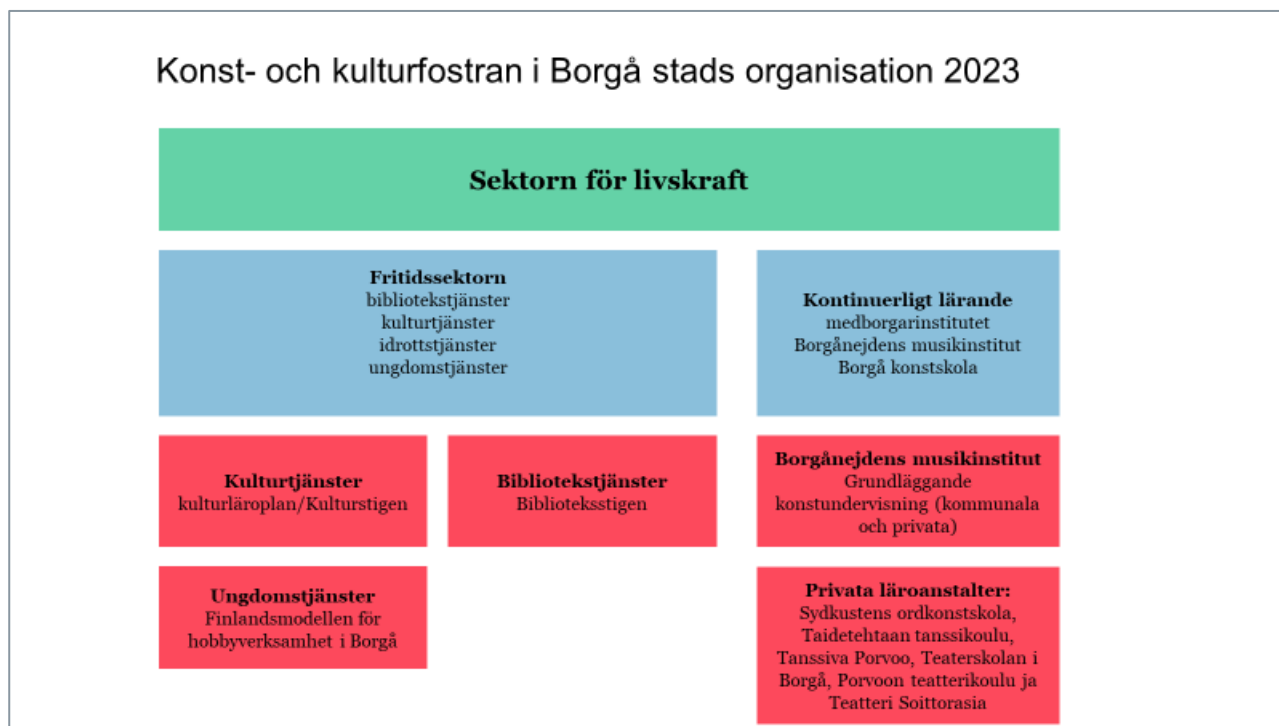 Konst- och kulturfostran i Borgå stads organisation 2023
Sektorn för livskraft
Fritidssektorn
bibliotekstjänster
kulturtjänster
idrottstjänster
ungdomstjänster
Kontinuerligt lärande
medborgarinstitutet
Borgånejdens musikinstitut
Borgå konstskola
Kulturtjänster
kulturläroplan/Kulturstigen
Bibliotekstjänster
Biblioteksstigen
Borgånejdens musikinstitut
Grundläggande
konstundervisning (kommunala
och privata)
Ungdomstjänster
Finlandsmodellen för
hobbyverksamhet i Borgå
Privata läroanstalter:
Sydkustens ordkonstskola,
Taidetehtaan tanssikoulu,
Tanssiva Porvoo, Teaterskolan i
Borgå, Porvoon teatterikoulu ja
Teatteri Soittorasia